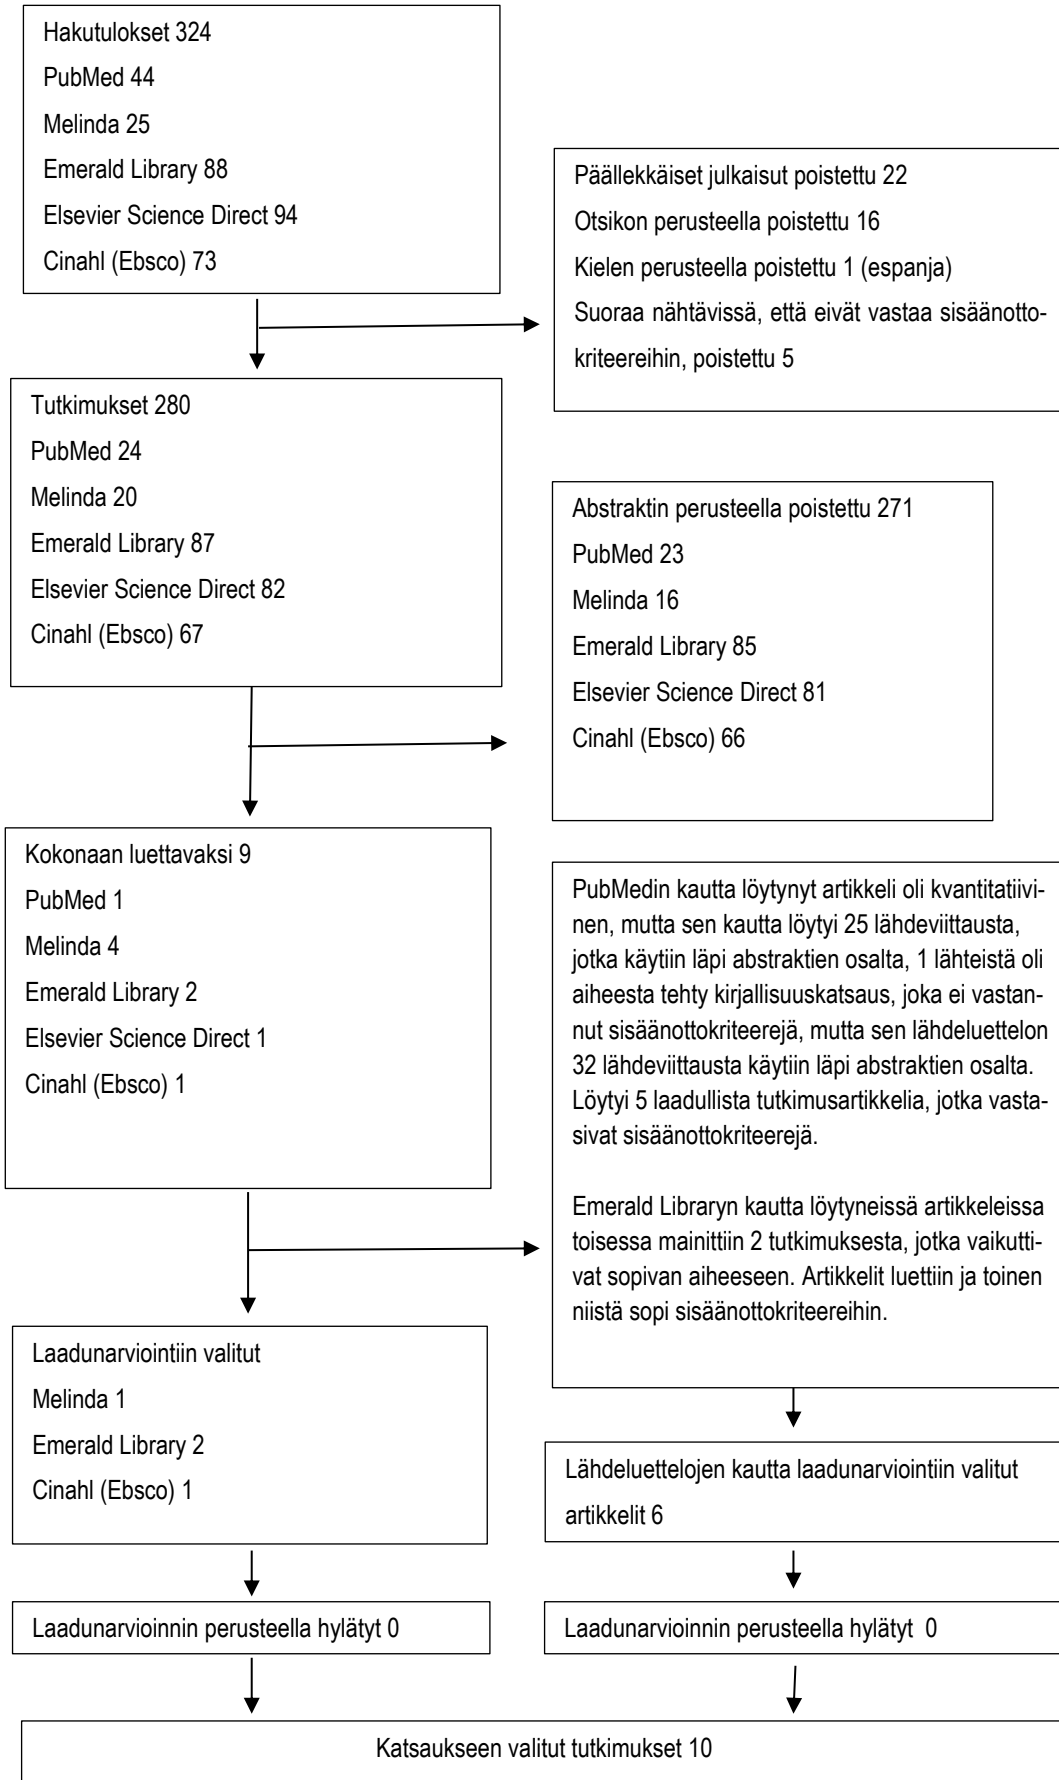 Hakutulokset 324
PubMed 44
Melinda 25
Emerald Library 88
Elsevier Science Direct 94
Cinahl (Ebsco) 73
Päällekkäiset julkaisut poistettu 22
Otsikon perusteella poistettu 16
Kielen perusteella poistettu 1 (espanja)
Suoraa nähtävissä, että eivät vastaa sisäänotto-
kriteereihin, poistettu 5
Tutkimukset 280
PubMed 24
Melinda 20
Emerald Library 87
Elsevier Science Direct 82
Cinahl (Ebsco) 67
Abstraktin perusteella poistettu 271
PubMed 23
Melinda 16
Emerald Library 85
Elsevier Science Direct 81
Cinahl (Ebsco) 66
Kokonaan luettavaksi 9
PubMed 1
Melinda 4
Emerald Library 2
Elsevier Science Direct 1
Cinahl (Ebsco) 1
PubMedin kautta löytynyt artikkeli oli kvantitatiivi-
nen, mutta sen kautta löytyi 25 lähdeviittausta,
jotka käytiin läpi abstraktien osalta, 1 lähteistä oli
aiheesta tehty kirjallisuuskatsaus, joka ei vastan-
nut sisäänottokriteerejä, mutta sen lähdeluettelon
32 lähdeviittausta käytiin läpi abstraktien osalta.
Löytyi 5 laadullista tutkimusartikkelia, jotka vasta-
sivat sisäänottokriteerejä.
Emerald Libraryn kautta löytyneissä artikkeleissa
toisessa mainittiin 2 tutkimuksesta, jotka vaikutti-
vat sopivan aiheeseen. Artikkelit luettiin ja toinen
niistä sopi sisäänottokriteereihin.
Laadunarviointiin valitut
Melinda 1
Emerald Library 2
Cinahl (Ebsco) 1
Lähdeluettelojen kautta laadunarviointiin valitut
artikkelit 6
Laadunarvioinnin perusteella hylätyt 0
Laadunarvioinnin perusteella hylätyt  0
Katsaukseen valitut tutkimukset 10